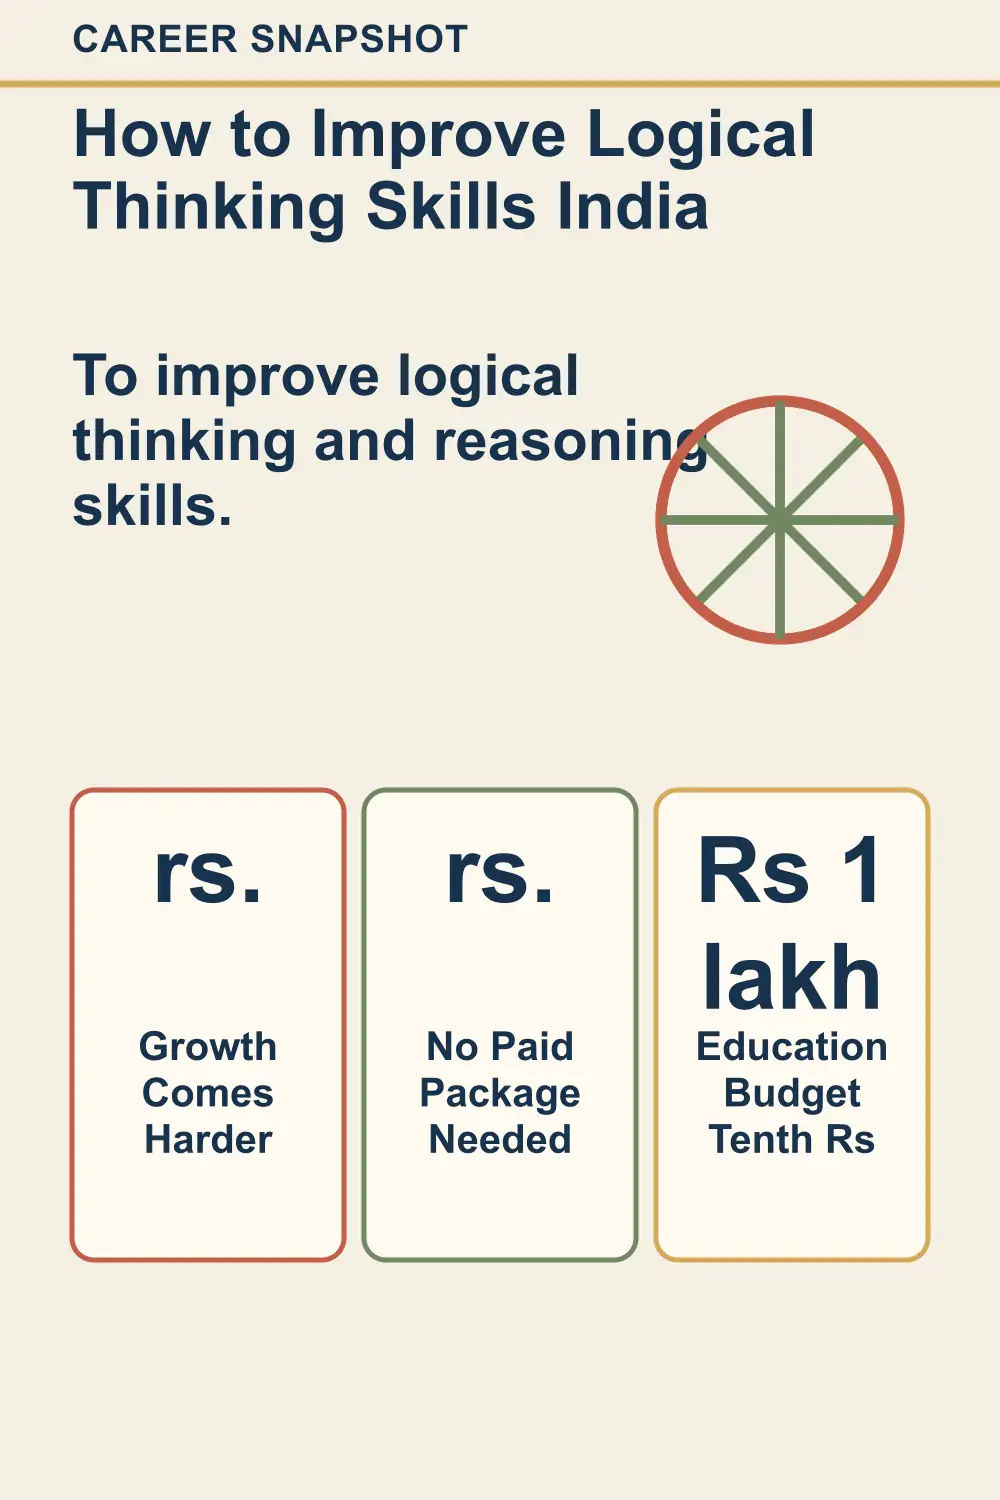 CAREER SNAPSHOT
How to Improve Logical
Thinking Skills India
To improve logical
thinking and reasoning
skills.
rs.
Growth
Comes
Harder
rs.
No Paid
Package
Needed
Rs 1
lakh
Education
Budget
Tenth Rs